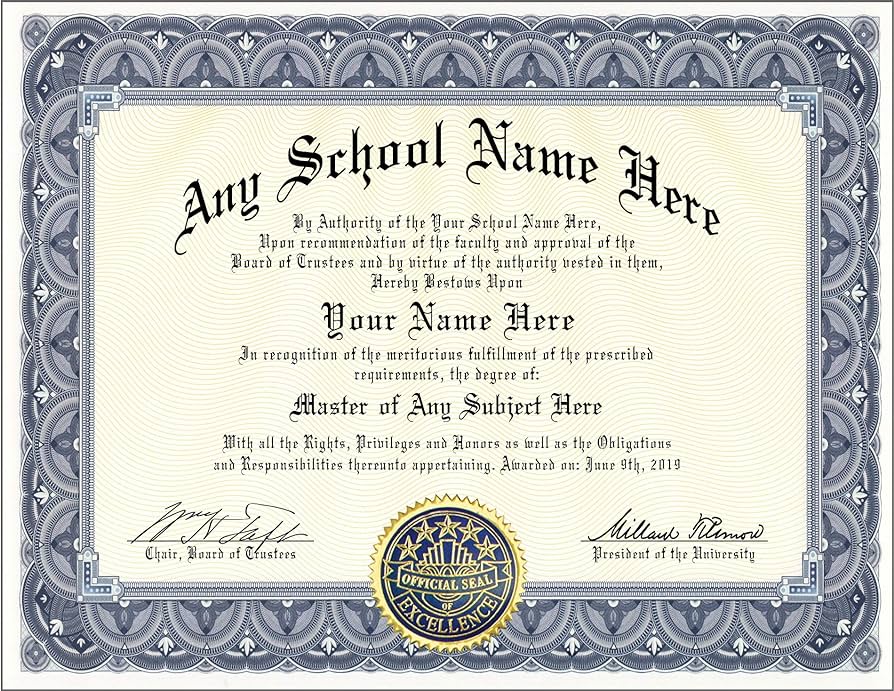 Any School Name Here
By Authority of the Your School Name Here,
Upon recommendation of the faculty and approval of the
Board of Trustees and by virtue of the authority vested in them,
Hereby Bestows Upon
Your Name Here
In recognition of the meritorious fulfillment of the prescribed
requirements, the degree of:
Master of Any Subject Here
With all the Rights, Privileges and Honors as well as the Obligations
and Responsibilities thereunto appertaining. Awarded on: June 9th, 2019
Chair, Board of Trustees
OFFICIAL SEAL
OF
EXCELLENCE
Millard
President of the University